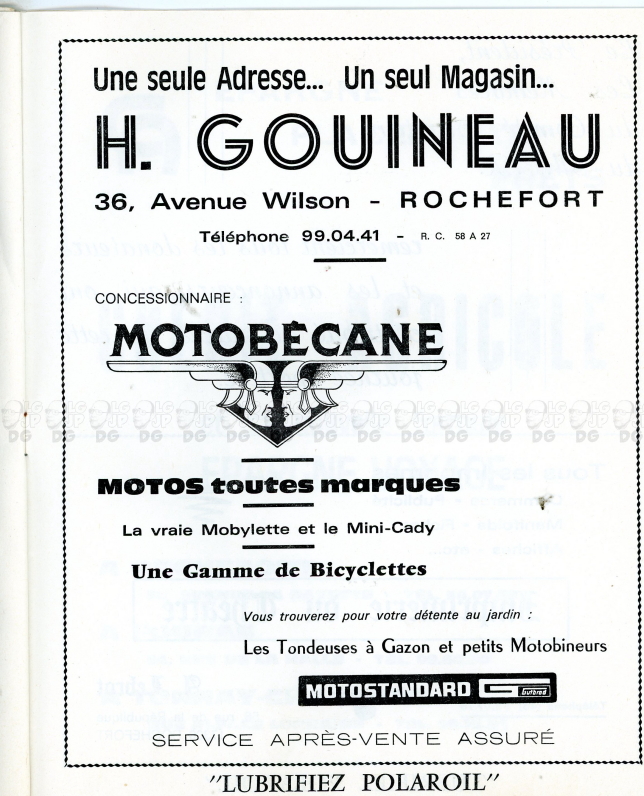 Une seule Adresse... Un seul Magasin...
H. GOUINEAU
36, Avenue Wilson - ROCHEFORT
Téléphone 99.04.41 - R. C. 58 A 27
CONCESSIONNAIRE :
MOTOBÉCANE
MOTOS toutes marques
La vraie Mobylette et le Mini-Cady
Une Gamme de Bicyclettes
Vous trouverez pour votre détente au jardin :
Les Tondeuses à Gazon et petits Motobineurs
MOTOSTANDARD G gutbrod
SERVICE APRÈS-VENTE ASSURÉ
"LUBRIFIEZ POLAROIL"